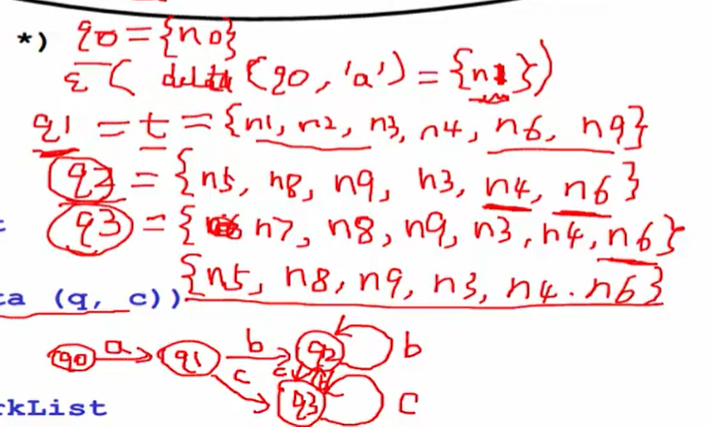 *) q0 = {n0}
ε ( delta (q0, 'a') = {n1})
q1 = t = {n1, n2, n3, n4, n6, n9}
q2 = {n5, n8, n9, n3, n4, n6}
q3 = { n7, n8, n9, n3, n4, n6}
ta (q, c)) {n5, n8, n9, n3, n4. n6}
q0 a q1 b q2 b
c c q3 c
rkList